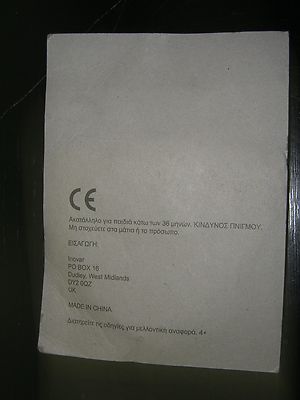 CE
Ακατάλληλο για παιδιά κάτω των 36 μηνών. ΚΙΝΔΥΝΟΣ ΠΝΙΓΜΟΥ.
Μη στοχεύετε στα μάτια ή το πρόσωπο.
ΕΙΣΑΓΩΓΗ:
Inovar
PO BOX 16
Dudley, West Midlands
DY2 0QZ
UK
MADE IN CHINA.
Διατηρείτε τις οδηγίες για μελλοντική αναφορά. 4+